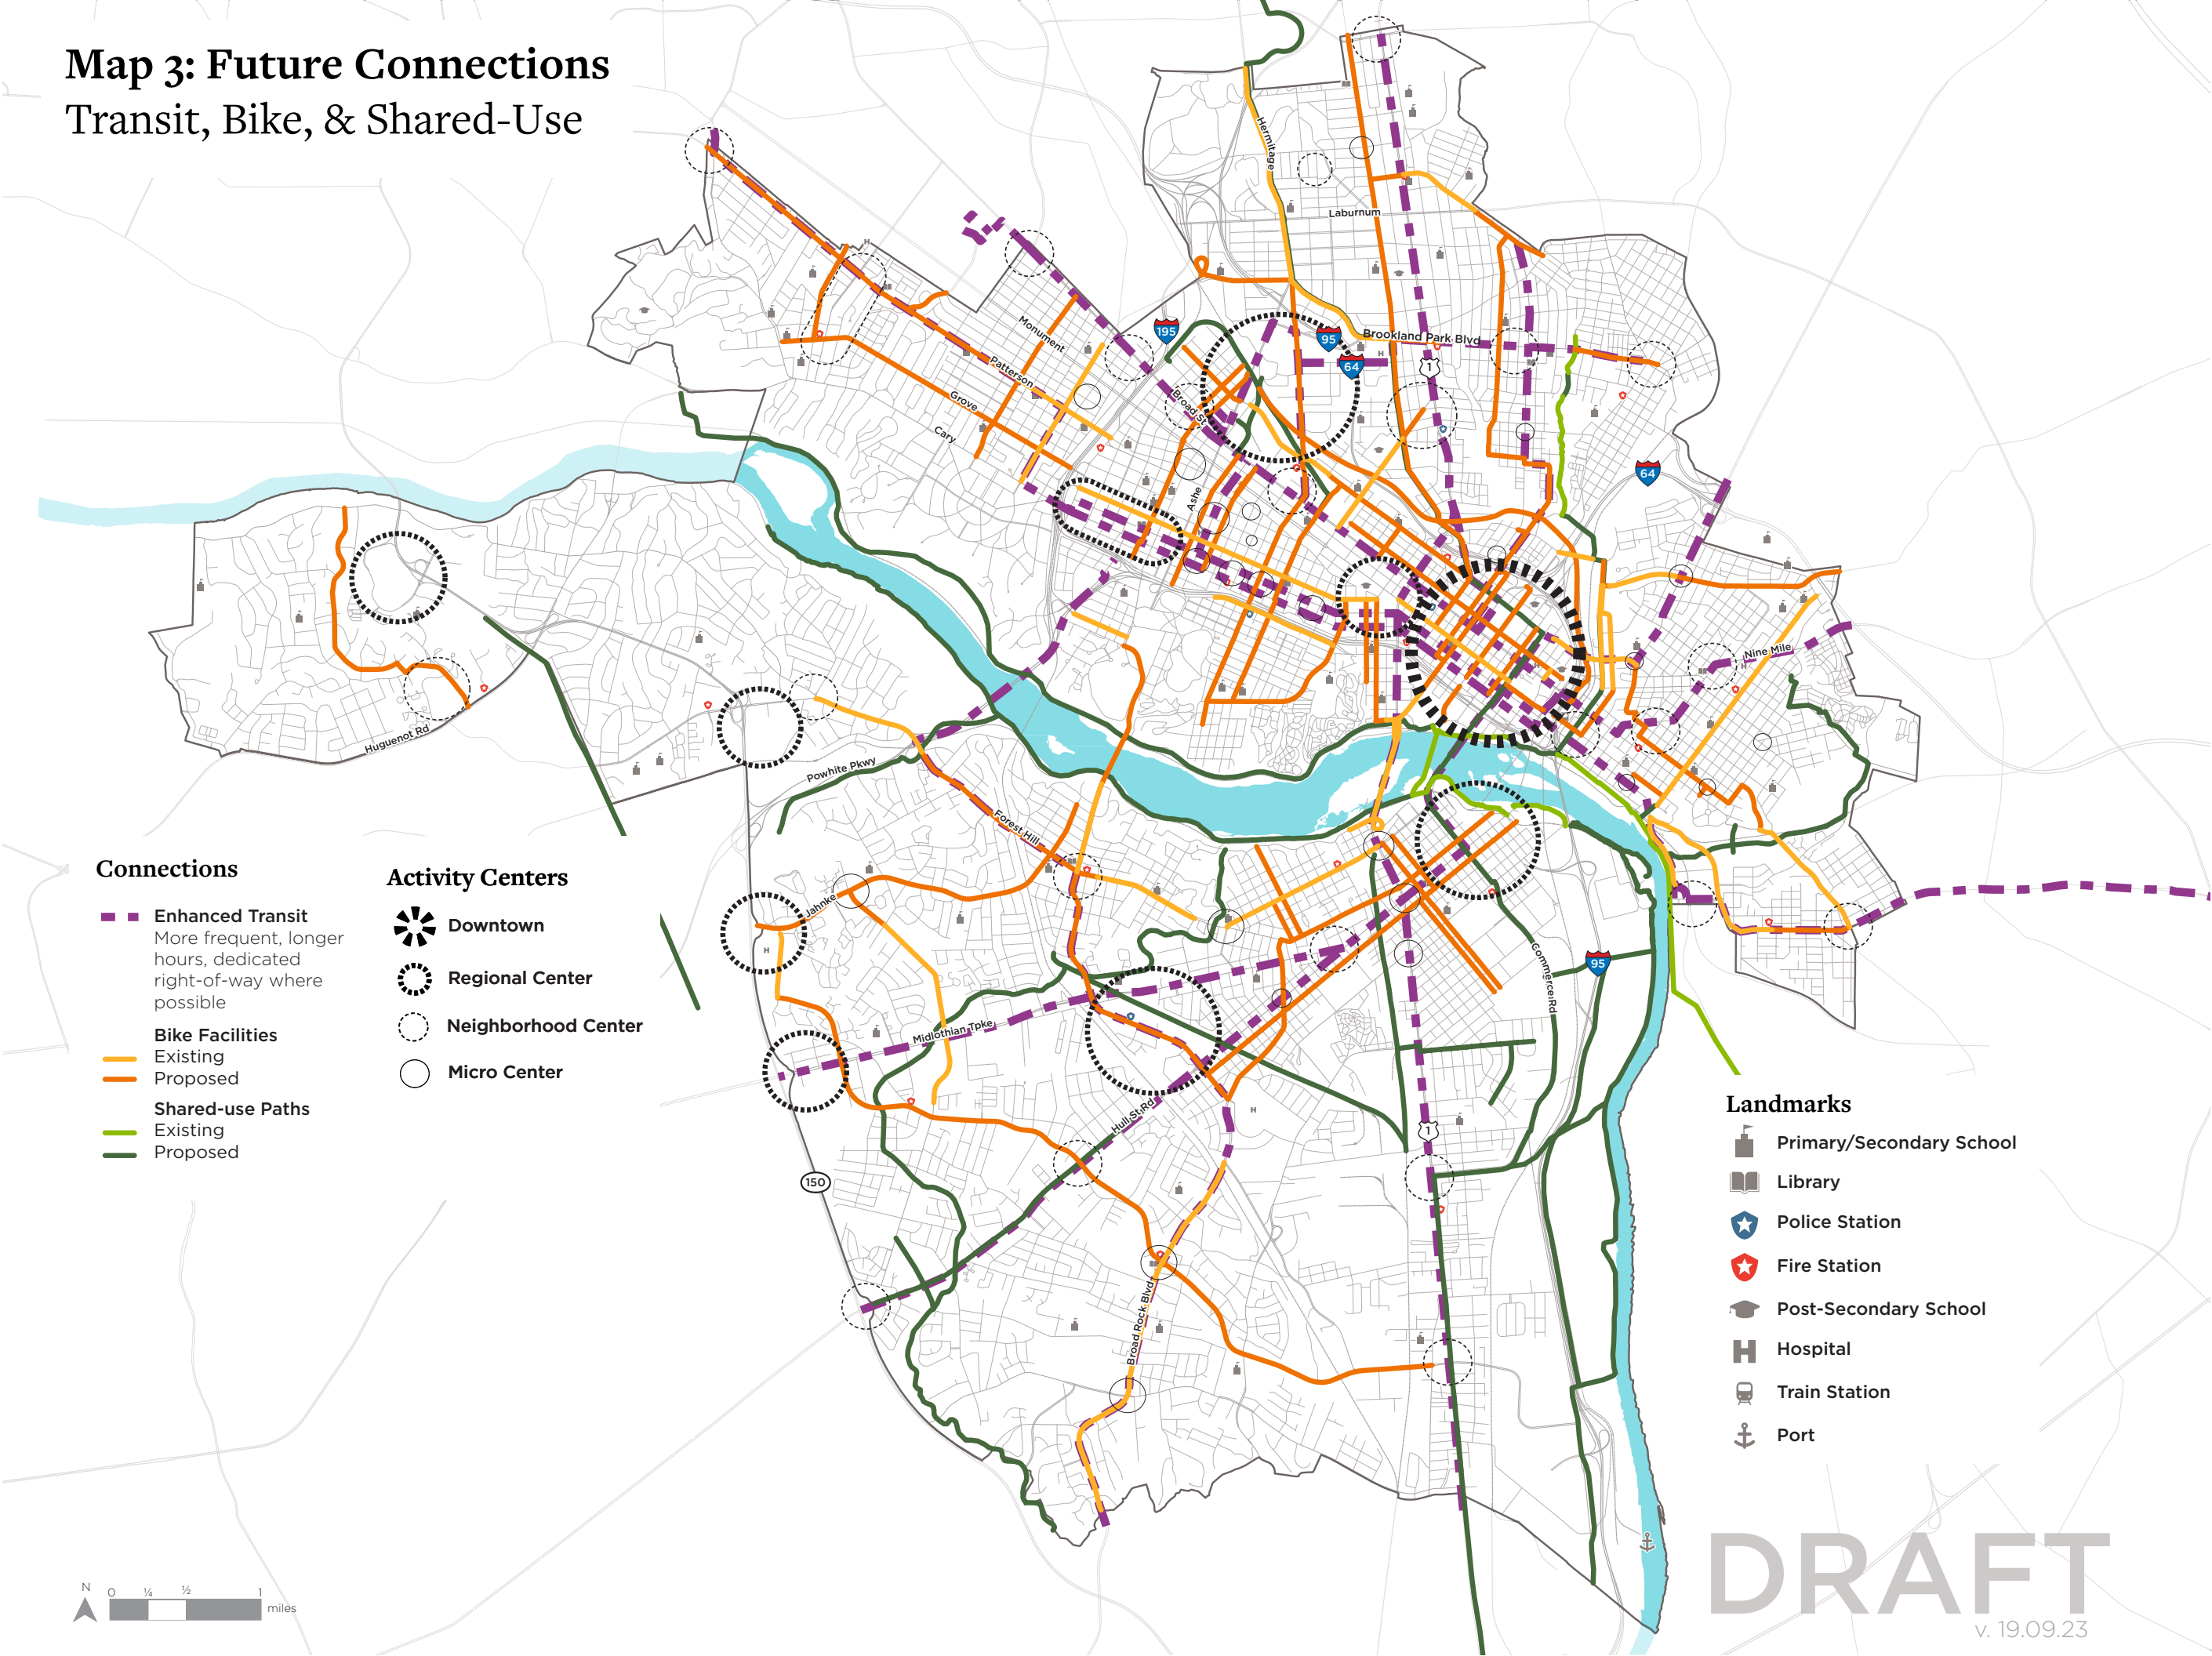 Map 3: Future Connections
Transit, Bike, & Shared-Use
Hermitage
Laburnum
195
95
Brookland Park Blvd
64
1
Monument
Patterson
Broad St
Grove
Cary
Ashe
64
Nine Mile
Huguenot Rd
Powhite Pkwy
Forest Hill
Jahnke
Commerce Rd
95
Midlothian Tpke
Hull St Rd
1
150
Broad Rock Blvd
H
H
H
H
H
Connections
Enhanced Transit
More frequent, longer
hours, dedicated
right-of-way where
possible
Bike Facilities
Existing
Proposed
Shared-use Paths
Existing
Proposed
Activity Centers
Downtown
Regional Center
Neighborhood Center
Micro Center
Landmarks
Primary/Secondary School
Library
Police Station
Fire Station
Post-Secondary School
H Hospital
Train Station
Port
N
0 ¼ ½ 1
miles
DRAFT
v. 19.09.23